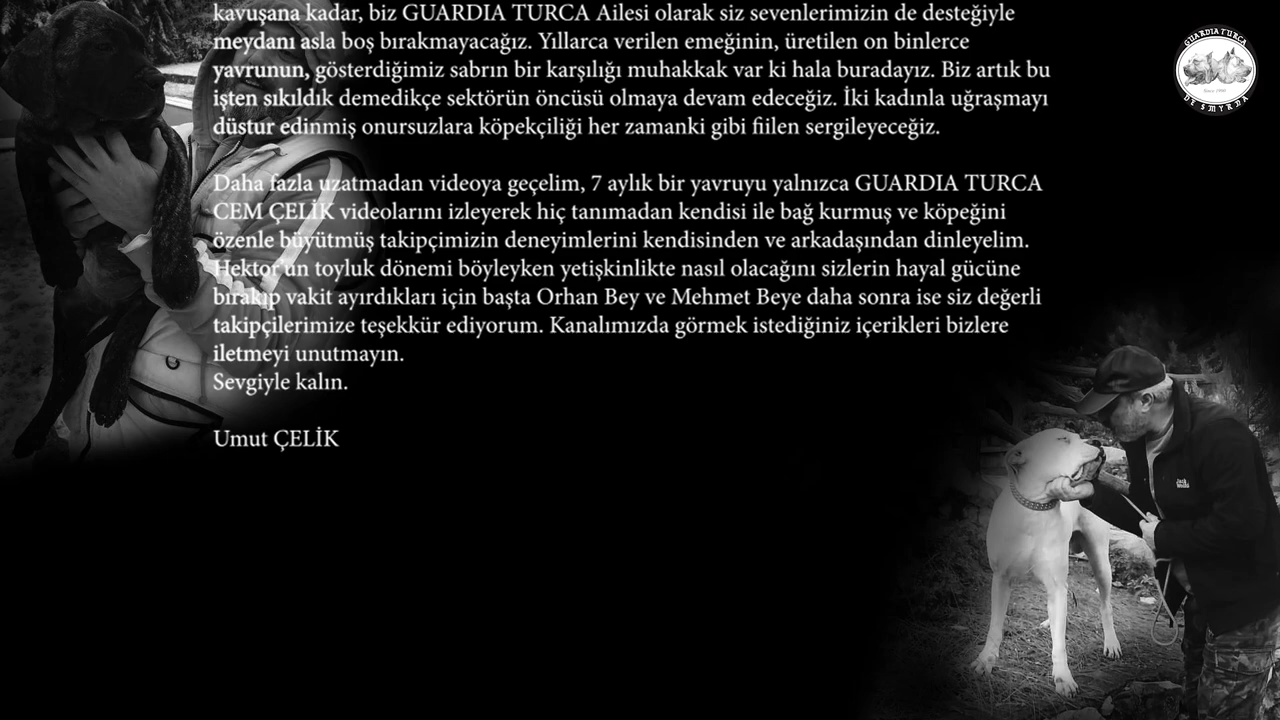 kavuşana kadar, biz GUARDIA TURCA Ailesi olarak siz sevenlerimizin de desteğiyle
meydanı asla boş bırakmayacağız. Yıllarca verilen emeğinin, üretilen on binlerce
yavrunun, gösterdiğimiz sabrın bir karşılığı muhakkak var ki hala buradayız. Biz artık bu
işten sıkıldık demedikçe sektörün öncüsü olmaya devam edeceğiz. İki kadınla uğraşmayı
düstur edinmiş onursuzlara köpekçiliği her zamanki gibi fiilen sergileyeceğiz.
Daha fazla uzatmadan videoya geçelim, 7 aylık bir yavruyu yalnızca GUARDIA TURCA
CEM ÇELİK videolarını izleyerek hiç tanımadan kendisi ile bağ kurmuş ve köpeğini
özenle büyütmüş takipçimizin deneyimlerini kendisinden ve arkadaşından dinleyelim.
Hektor'un toyluk dönemi böyleyken yetişkinlikte nasıl olacağını sizlerin hayal gücüne
bırakıp vakit ayırdıkları için başta Orhan Bey ve Mehmet Beye daha sonra ise siz değerli
takipçilerimize teşekkür ediyorum. Kanalımızda görmek istediğiniz içerikleri bizlere
iletmeyi unutmayın.
Sevgiyle kalın.
Umut ÇELİK
GUARDIA TURCA
Since 1990
DE SMYRNA
Jack
Wolfskin